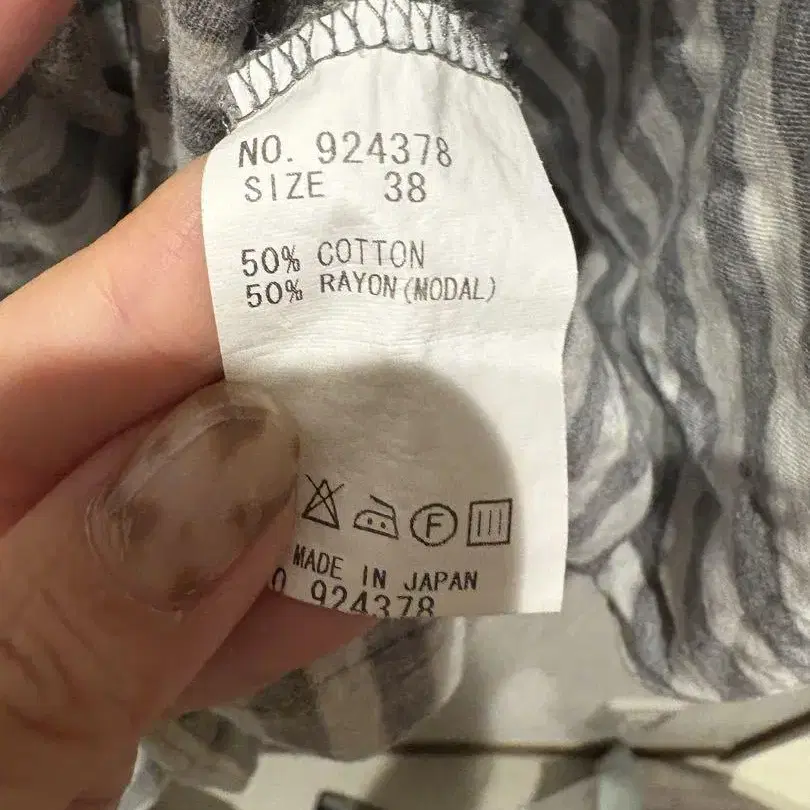 NO. 924378
SIZE 38
50% COTTON
50% RAYON(MODAL)
F
MADE IN JAPAN
924378